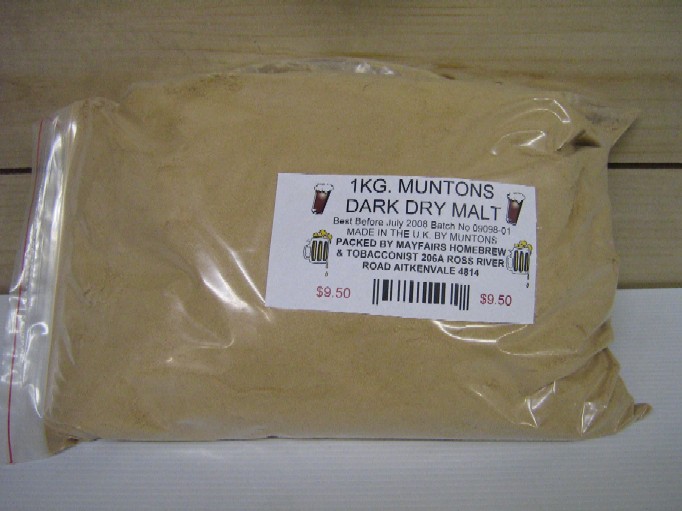 1KG. MUNTONS
DARK DRY MALT
Best Before July 2008 Batch No 09098-01
MADE IN THE U.K. BY MUNTONS
PACKED BY MAYFAIRS HOMEBREW
& TOBACCONIST 206A ROSS RIVER
ROAD AITKENVALE 4814
$9.50 $9.50